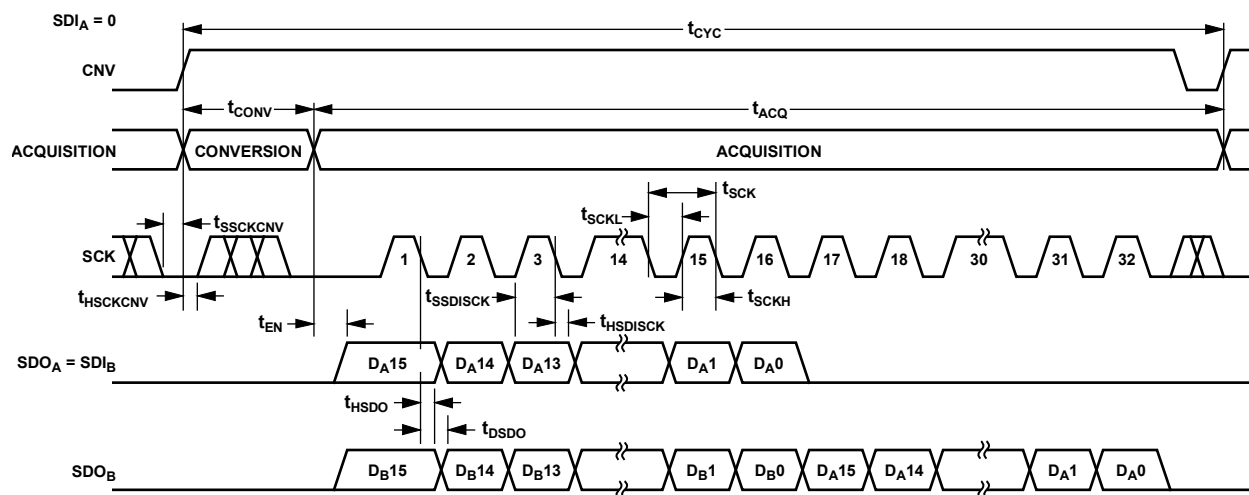 SDIA = 0
tCYC
CNV
tCONV
tACQ
ACQUISITION
CONVERSION
ACQUISITION
tSCK
tSSCKCNV
tSCKL
SCK
1
2
3
14
15
16
17
18
30
31
32
tHSCKCNV
tSSDISCK
tSCKH
tEN
tHSDISCK
SDOA = SDIB
DA15
DA14
DA13
DA1
DA0
tHSDO
tDSDO
SDOB
DB15
DB14
DB13
DB1
DB0
DA15
DA14
DA1
DA0